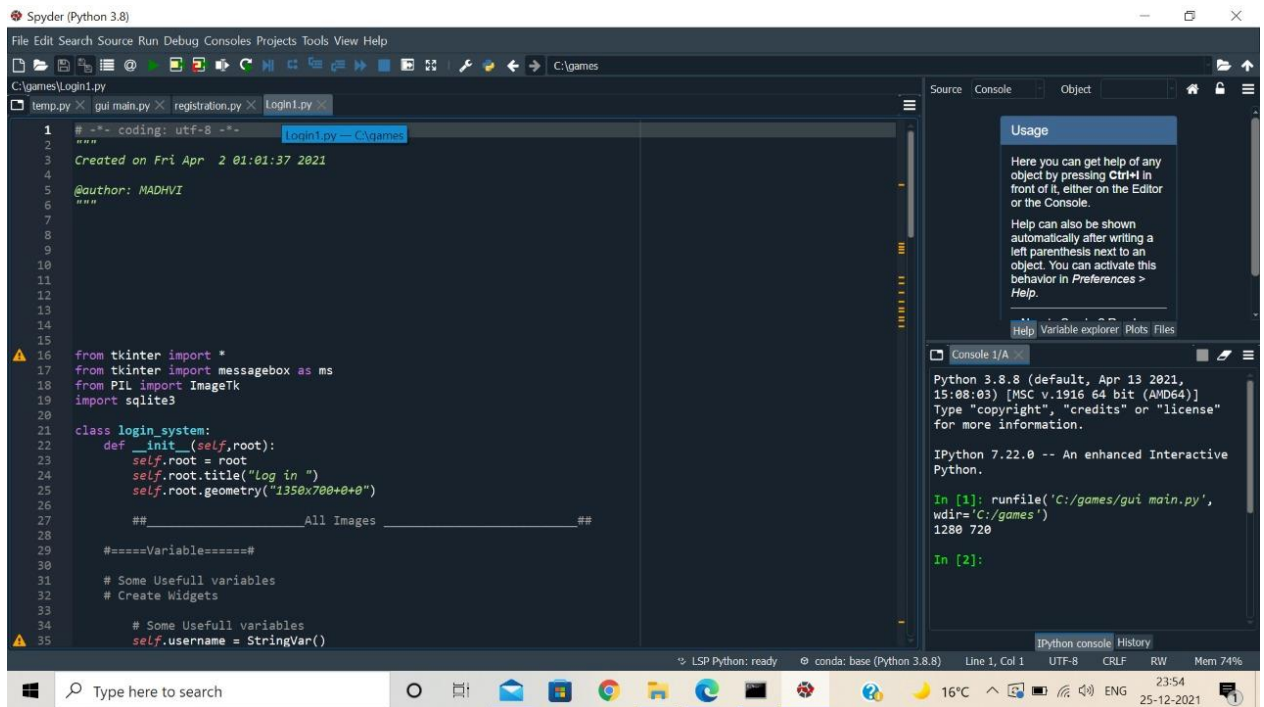 Spyder (Python 3.8)
File Edit Search Source Run Debug Consoles Projects Tools View Help
C:\games
C:\games\Login1.py
temp.py gui main.py registration.py Login1.py
Login1.py — C:\games
1 # -*- coding: utf-8 -*-
2 """
3 Created on Fri Apr  2 01:01:37 2021
4
5 @author: MADHVI
6 """
7
8
9
10
11
12
13
14
15
16 from tkinter import *
17 from tkinter import messagebox as ms
18 from PIL import ImageTk
19 import sqlite3
20
21 class login_system:
22     def __init__(self,root):
23         self.root = root
24         self.root.title("Log in ")
25         self.root.geometry("1350x700+0+0")
26
27         ##____________________All Images _________________________##
28
29     #=====Variable======#
30
31     # Some Usefull variables
32     # Create Widgets
33
34         # Some Usefull variables
35         self.username = StringVar()
Source Console Object
Usage
Here you can get help of any
object by pressing Ctrl+I in
front of it, either on the Editor
or the Console.
Help can also be shown
automatically after writing a
left parenthesis next to an
object. You can activate this
behavior in Preferences >
Help.
Help Variable explorer Plots Files
Console 1/A
Python 3.8.8 (default, Apr 13 2021,
15:08:03) [MSC v.1916 64 bit (AMD64)]
Type "copyright", "credits" or "license"
for more information.
IPython 7.22.0 -- An enhanced Interactive
Python.
In [1]: runfile('C:/games/gui main.py',
wdir='C:/games')
1280 720
In [2]:
IPython console History
LSP Python: ready conda: base (Python 3.8.8) Line 1, Col 1 UTF-8 CRLF RW Mem 74%
Type here to search
16°C ENG
23:54
25-12-2021
1